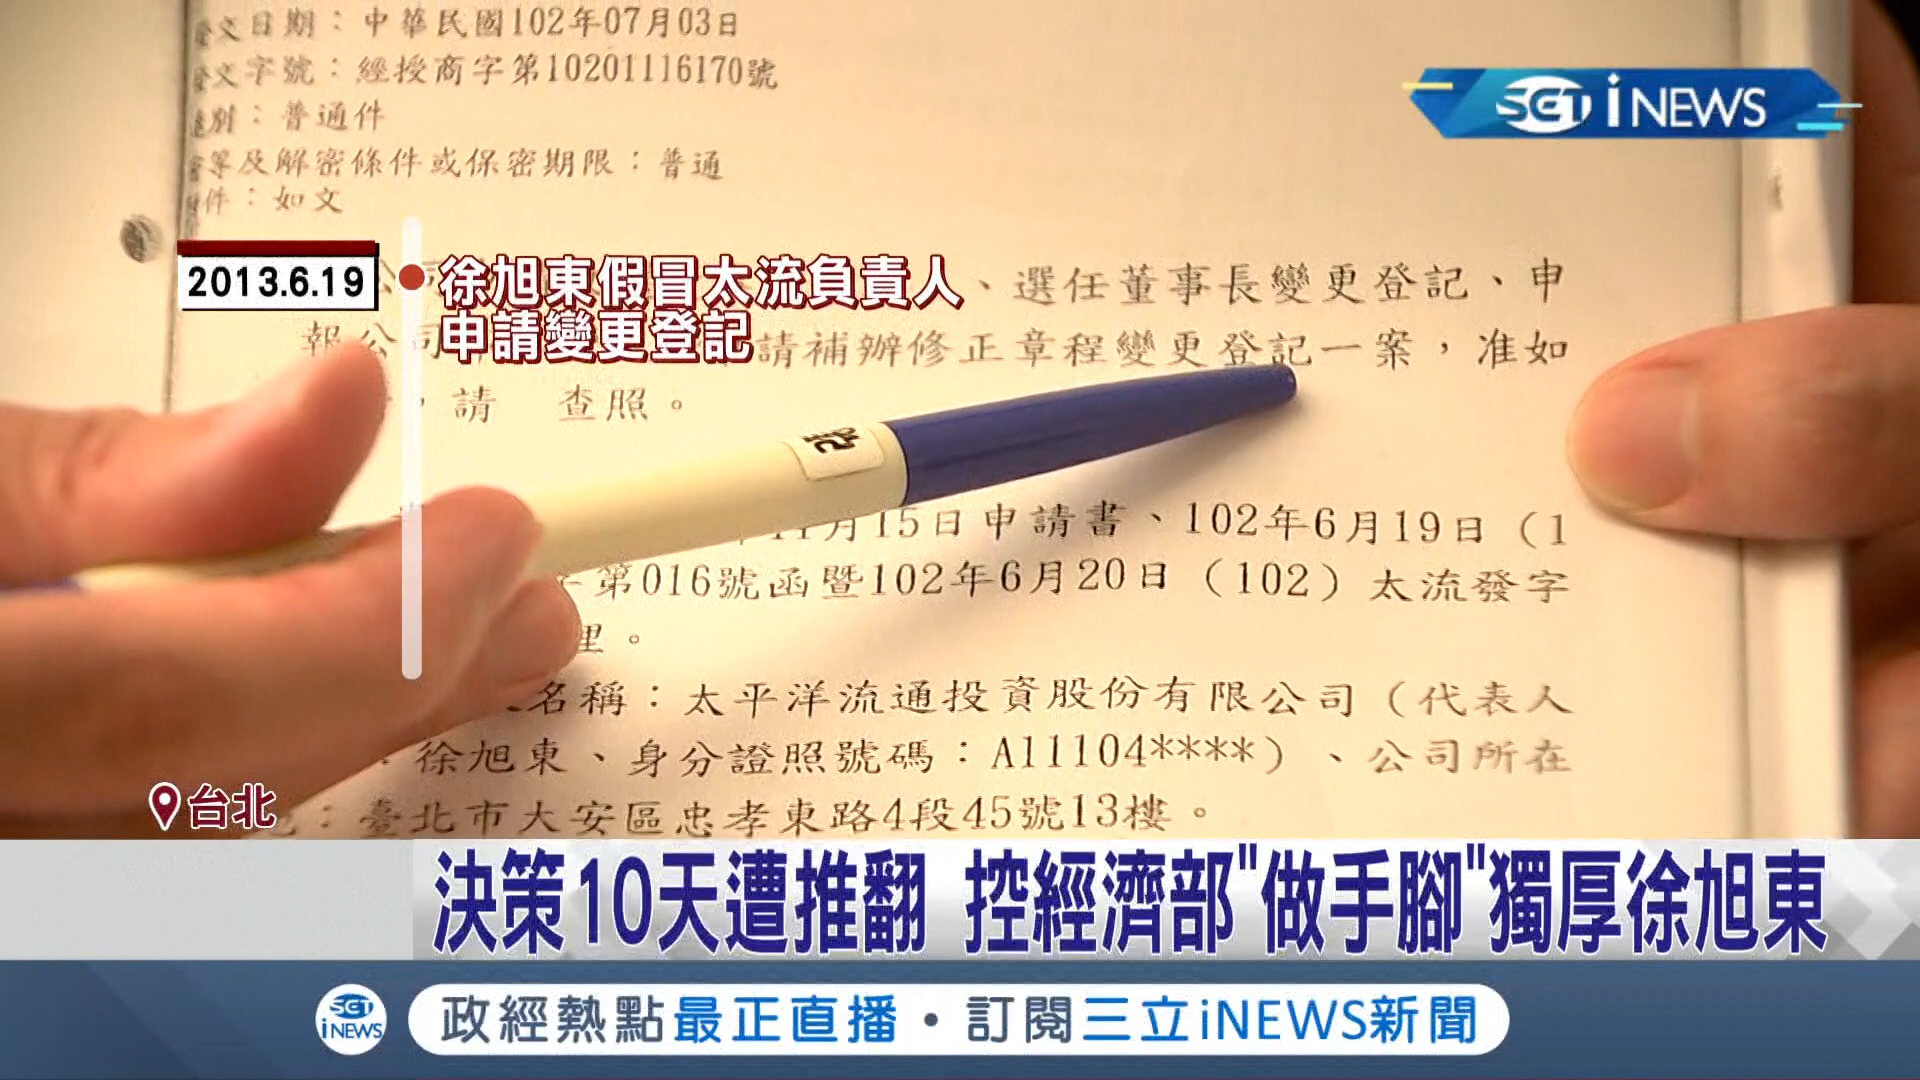 發文日期：中華民國102年07月03日
發文字號：經授商字第10201116170號
速別：普通件
密等及解密條件或保密期限：普通
附件：如文
SET iNEWS
2013.6.19
徐旭東假冒太流負責人
申請變更登記
、選任董事長變更登記、申
報公司 請補辦修正章程變更登記一案，准如
，請 查照。
記
11月15日申請書、102年6月19日（1
第016號函暨102年6月20日（102）太流發字
名稱：太平洋流通投資股份有限公司（代表人
：徐旭東、身分證照號碼：A11104****）、公司所在
：臺北市大安區忠孝東路4段45號13樓。
台北
決策10天遭推翻 控經濟部"做手腳"獨厚徐旭東
SET iNEWS
政經熱點最正直播・訂閱三立iNEWS新聞